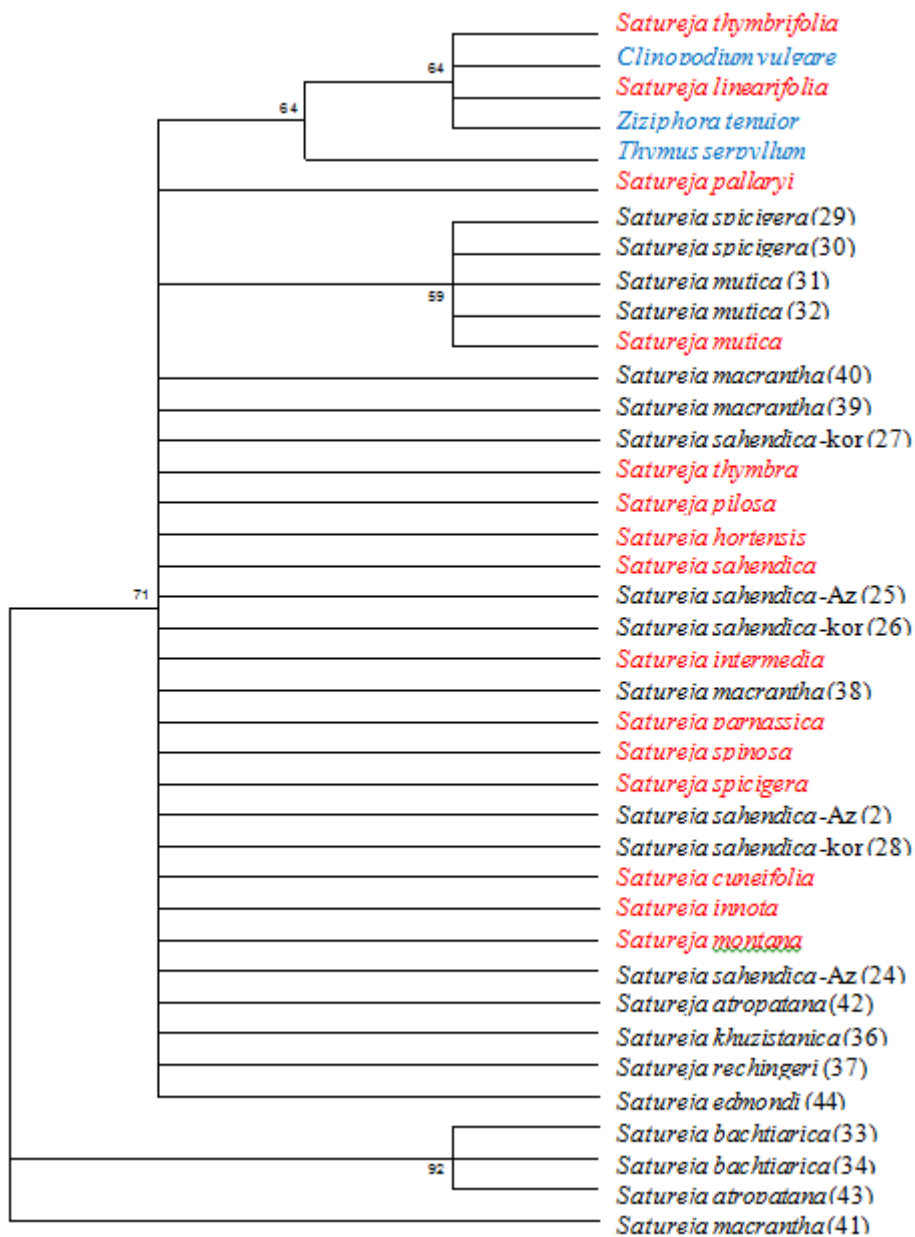 Satureja thymbrifolia
64
Clinopodium vulgare
Satureja linearifolia
64
Ziziphora tenuior
Thymus serpyllum
Satureja pallaryi
Satureja spicigera (29)
Satureja spicigera (30)
Satureja mutica (31)
59
Satureja mutica (32)
Satureja mutica
Satureja macrantha (40)
Satureja macrantha (39)
Satureja sahendica-kor (27)
Satureja thymbra
Satureja pilosa
Satureja hortensis
Satureja sahendica
71
Satureja sahendica-Az (25)
Satureja sahendica-kor (26)
Satureja intermedia
Satureja macrantha (38)
Satureja parnassica
Satureja spinosa
Satureja spicigera
Satureja sahendica-Az (2)
Satureja sahendica-kor (28)
Satureja cuneifolia
Satureja innota
Satureja montana
Satureja sahendica-Az (24)
Satureja atropatana (42)
Satureja khuzistanica (36)
Satureja rechingeri (37)
Satureja edmondi (44)
Satureja bachtiarica (33)
Satureja bachtiarica (34)
92
Satureja atropatana (43)
Satureja macrantha (41)